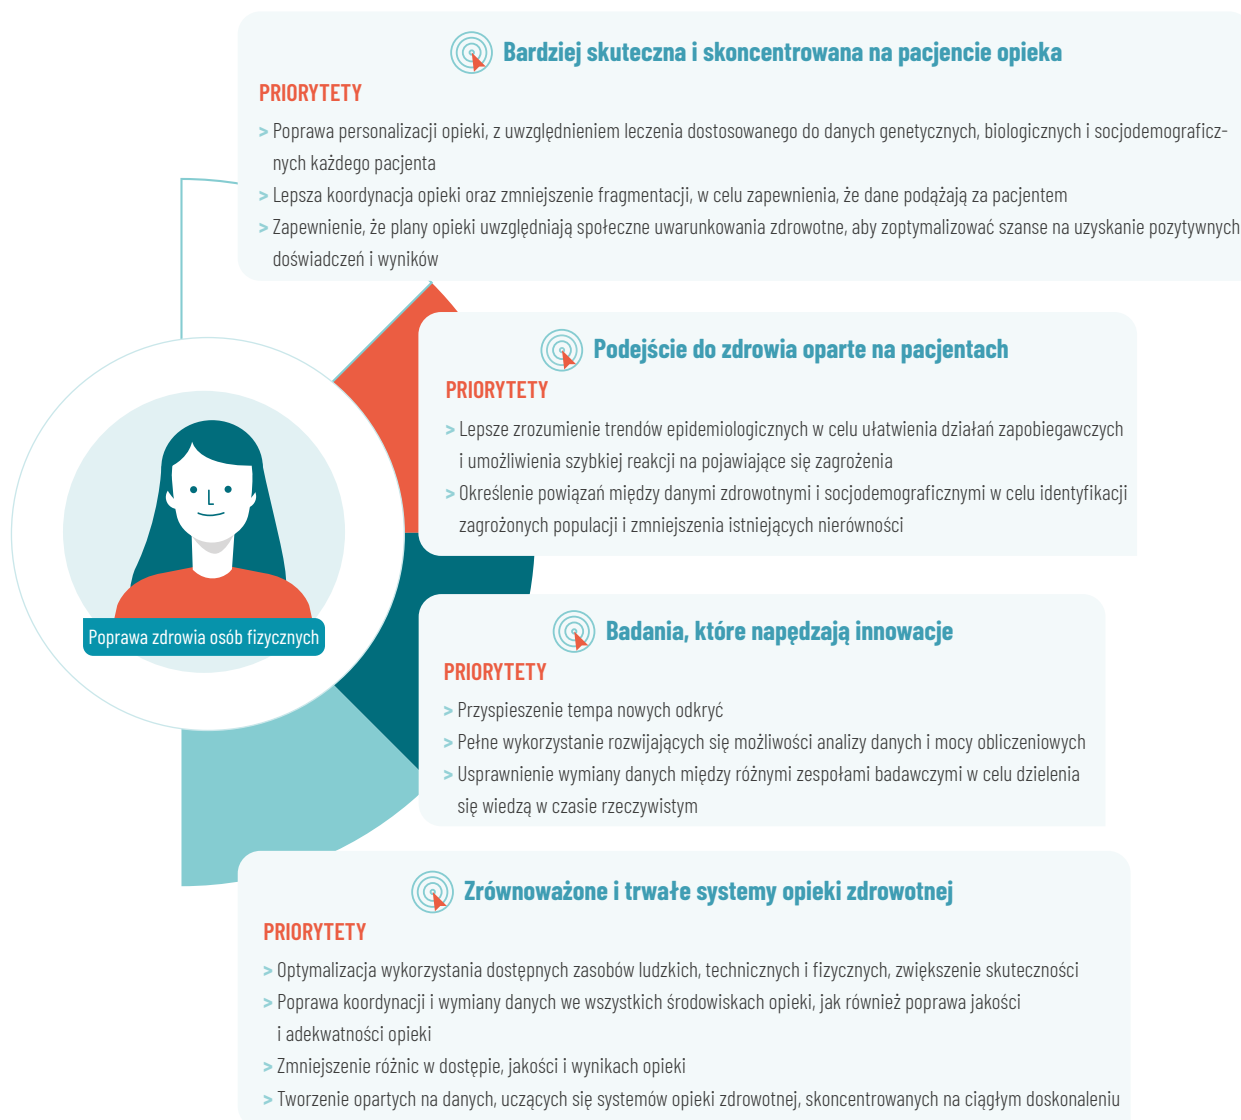 Bardziej skuteczna i skoncentrowana na pacjencie opieka
PRIORYTETY
> Poprawa personalizacji opieki, z uwzględnieniem leczenia dostosowanego do danych genetycznych, biologicznych i socjodemograficz-
nych każdego pacjenta
> Lepsza koordynacja opieki oraz zmniejszenie fragmentacji, w celu zapewnienia, że dane podążają za pacjentem
> Zapewnienie, że plany opieki uwzględniają społeczne uwarunkowania zdrowotne, aby zoptymalizować szanse na uzyskanie pozytywnych
doświadczeń i wyników
Podejście do zdrowia oparte na pacjentach
PRIORYTETY
> Lepsze zrozumienie trendów epidemiologicznych w celu ułatwienia działań zapobiegawczych
i umożliwienia szybkiej reakcji na pojawiające się zagrożenia
> Określenie powiązań między danymi zdrowotnymi i socjodemograficznymi w celu identyfikacji
zagrożonych populacji i zmniejszenia istniejących nierówności
Poprawa zdrowia osób fizycznych
Badania, które napędzają innowacje
PRIORYTETY
> Przyspieszenie tempa nowych odkryć
> Pełne wykorzystanie rozwijających się możliwości analizy danych i mocy obliczeniowych
> Usprawnienie wymiany danych między różnymi zespołami badawczymi w celu dzielenia
się wiedzą w czasie rzeczywistym
Zrównoważone i trwałe systemy opieki zdrowotnej
PRIORYTETY
> Optymalizacja wykorzystania dostępnych zasobów ludzkich, technicznych i fizycznych, zwiększenie skuteczności
> Poprawa koordynacji i wymiany danych we wszystkich środowiskach opieki, jak również poprawa jakości
i adekwatności opieki
> Zmniejszenie różnic w dostępie, jakości i wynikach opieki
> Tworzenie opartych na danych, uczących się systemów opieki zdrowotnej, skoncentrowanych na ciągłym doskonaleniu